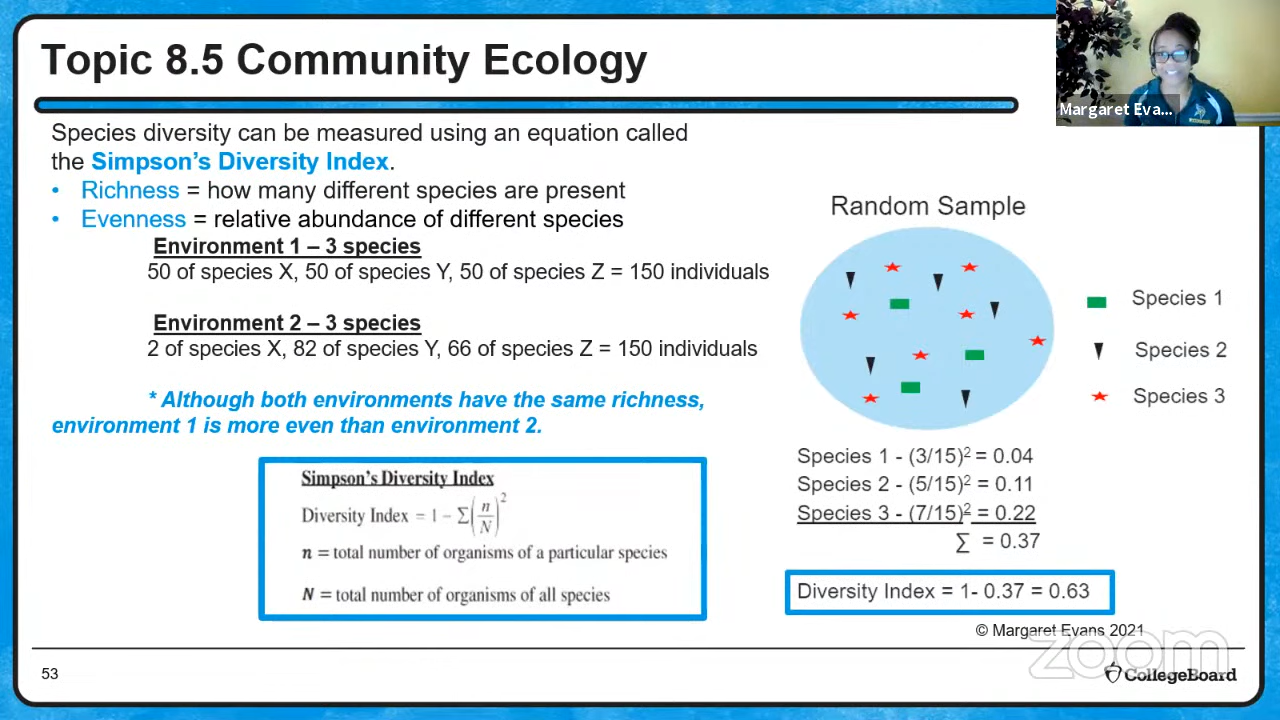 Topic 8.5 Community Ecology
Margaret Eva...
Species diversity can be measured using an equation called
the Simpson's Diversity Index.
• Richness = how many different species are present
• Evenness = relative abundance of different species
Environment 1 – 3 species
50 of species X, 50 of species Y, 50 of species Z = 150 individuals
Environment 2 – 3 species
2 of species X, 82 of species Y, 66 of species Z = 150 individuals
* Although both environments have the same richness,
environment 1 is more even than environment 2.
Simpson's Diversity Index
Diversity Index = 1 − Σ(n/N)²
n = total number of organisms of a particular species
N = total number of organisms of all species
Random Sample
Species 1
Species 2
Species 3
Species 1 - (3/15)² = 0.04
Species 2 - (5/15)² = 0.11
Species 3 - (7/15)² = 0.22
∑ = 0.37
Diversity Index = 1- 0.37 = 0.63
© Margaret Evans 2021
zoom
53
CollegeBoard